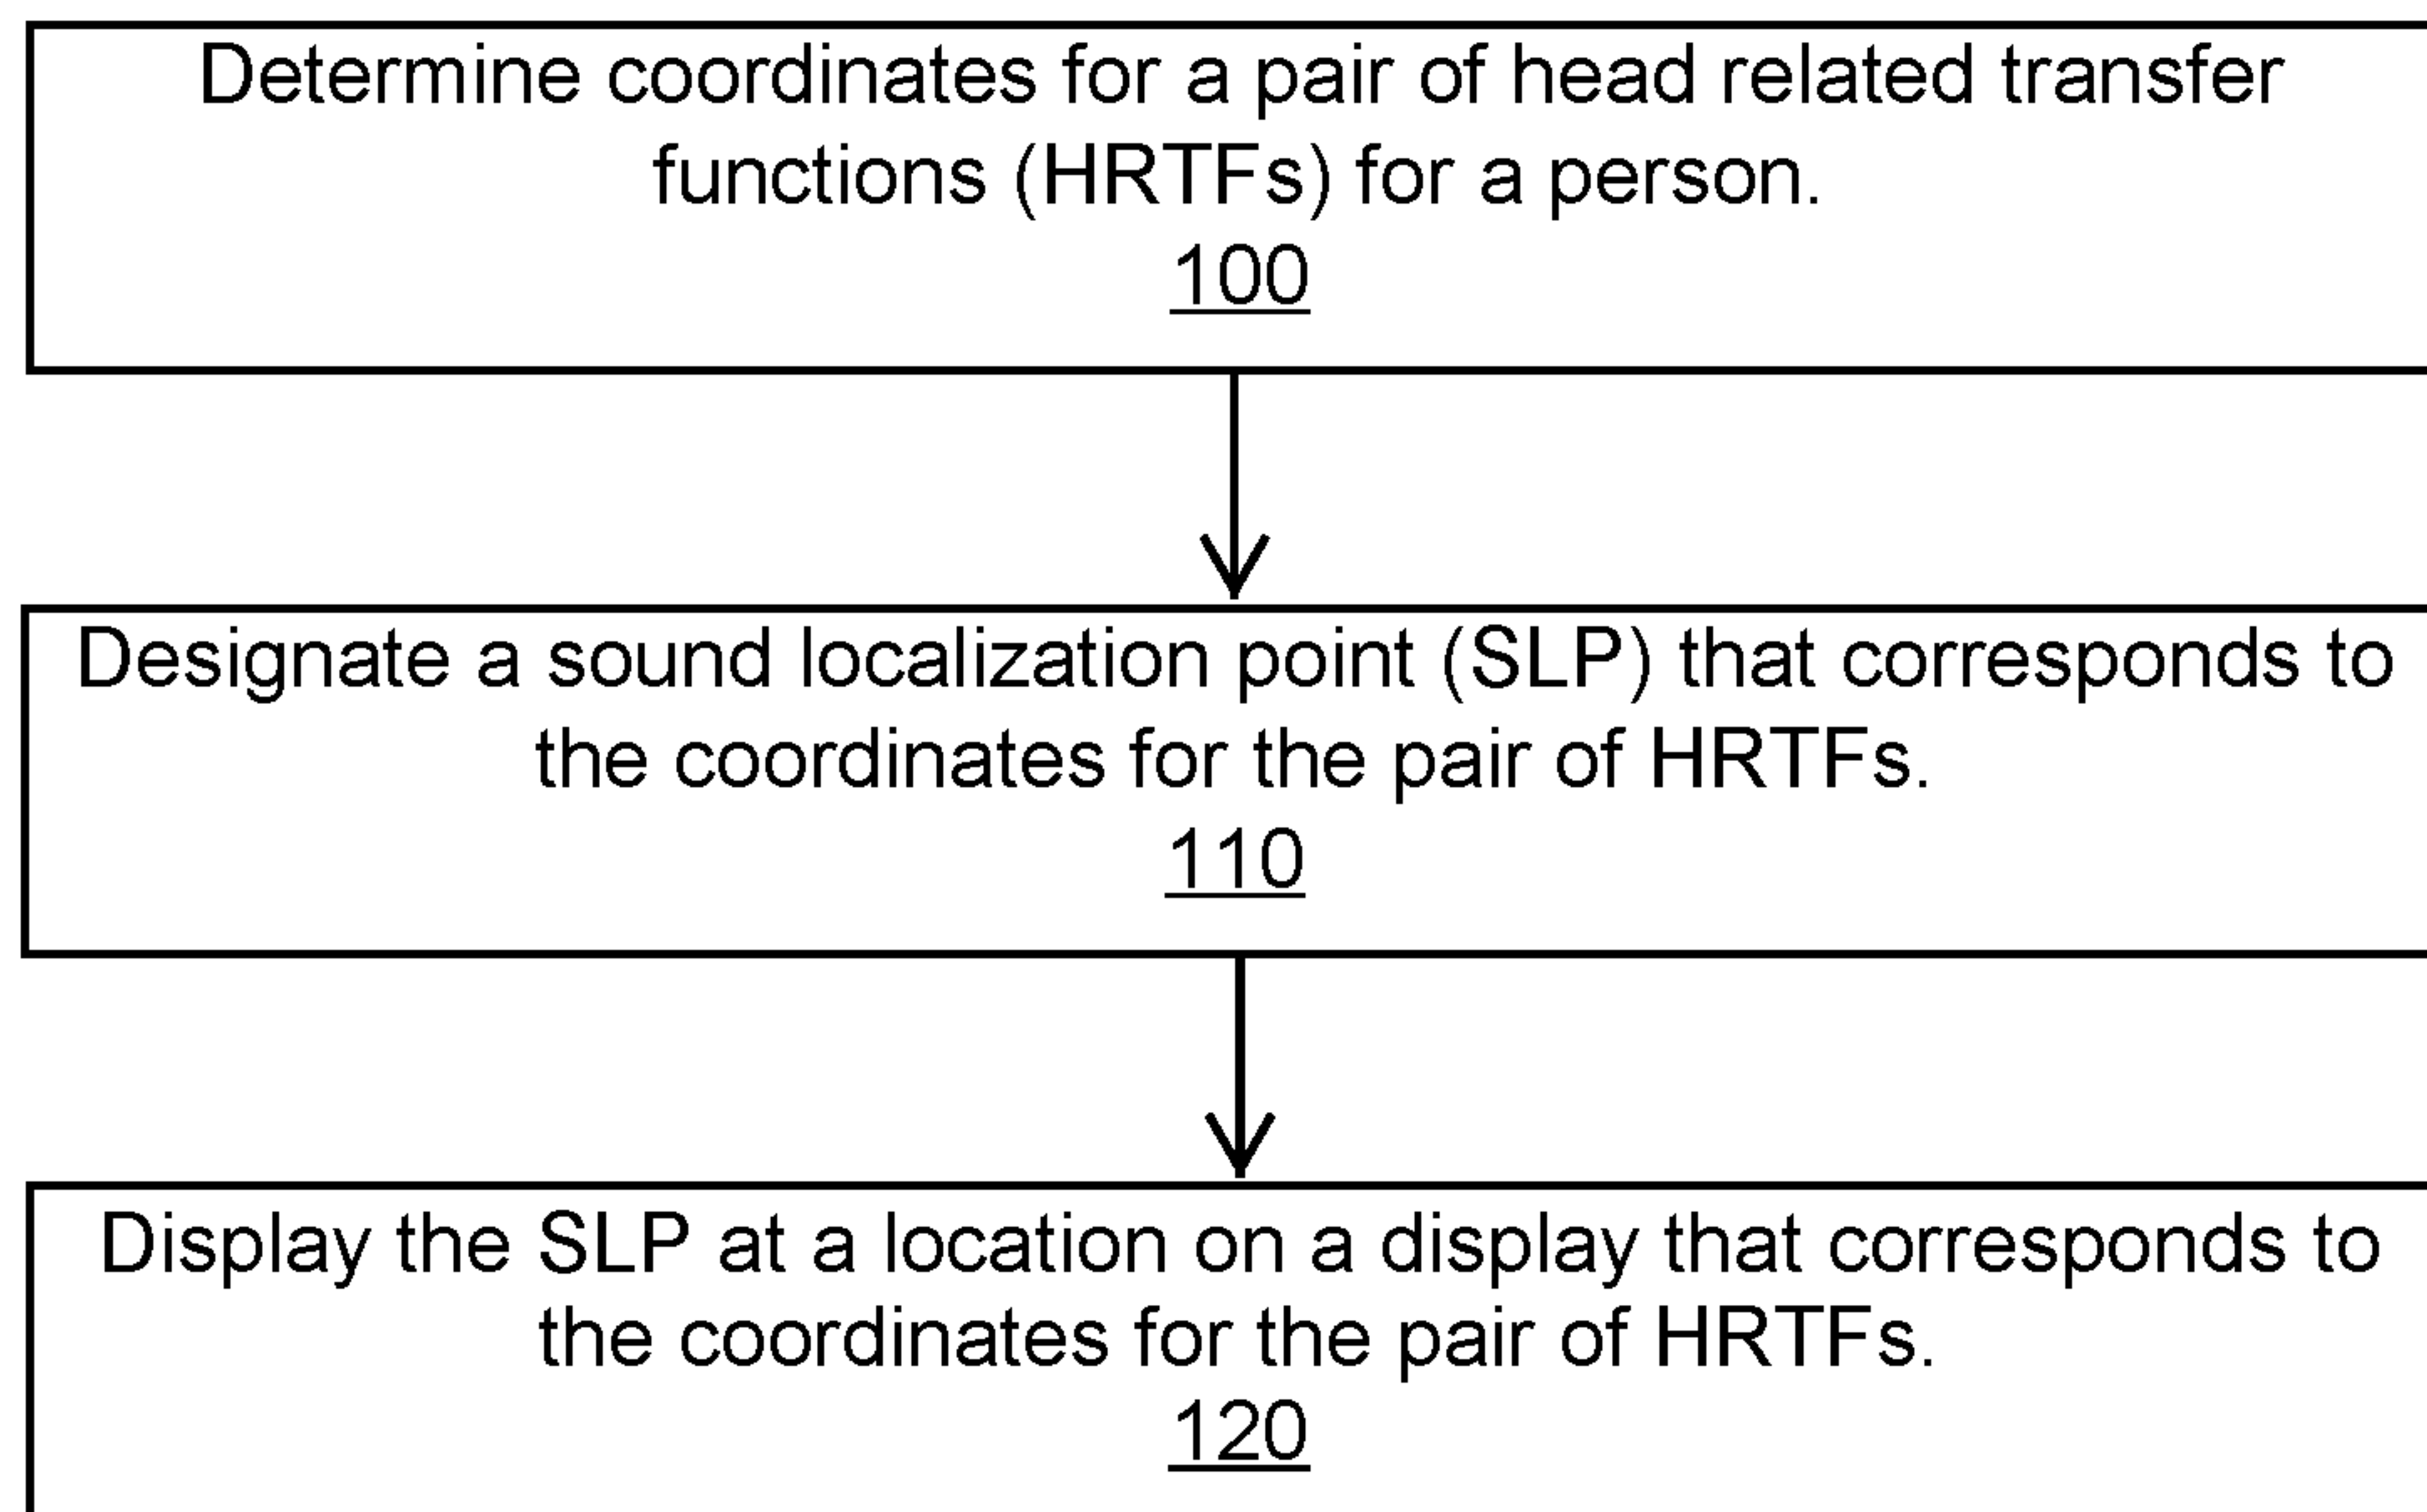 Determine coordinates for a pair of head related transfer
functions (HRTFs) for a person.
100
Designate a sound localization point (SLP) that corresponds to
the coordinates for the pair of HRTFs.
110
Display the SLP at a location on a display that corresponds to
the coordinates for the pair of HRTFs.
120